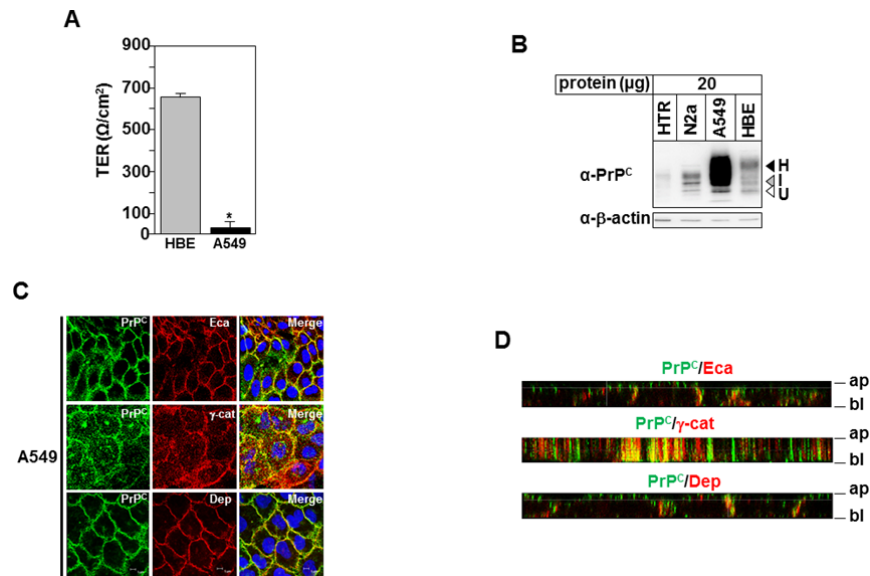 A
TER (Ω/cm²)
900
700
600
400
300
100
0
*
HBE A549
B
protein (µg) 20
HTR N2a A549 HBE
α-PrPᶜ
H
I
U
α-β-actin
C
A549
PrPᶜ Eca Merge
PrPᶜ γ-cat Merge
PrPᶜ Dep Merge
D
PrPᶜ/Eca
ap
bl
PrPᶜ/γ-cat
ap
bl
PrPᶜ/Dep
ap
bl